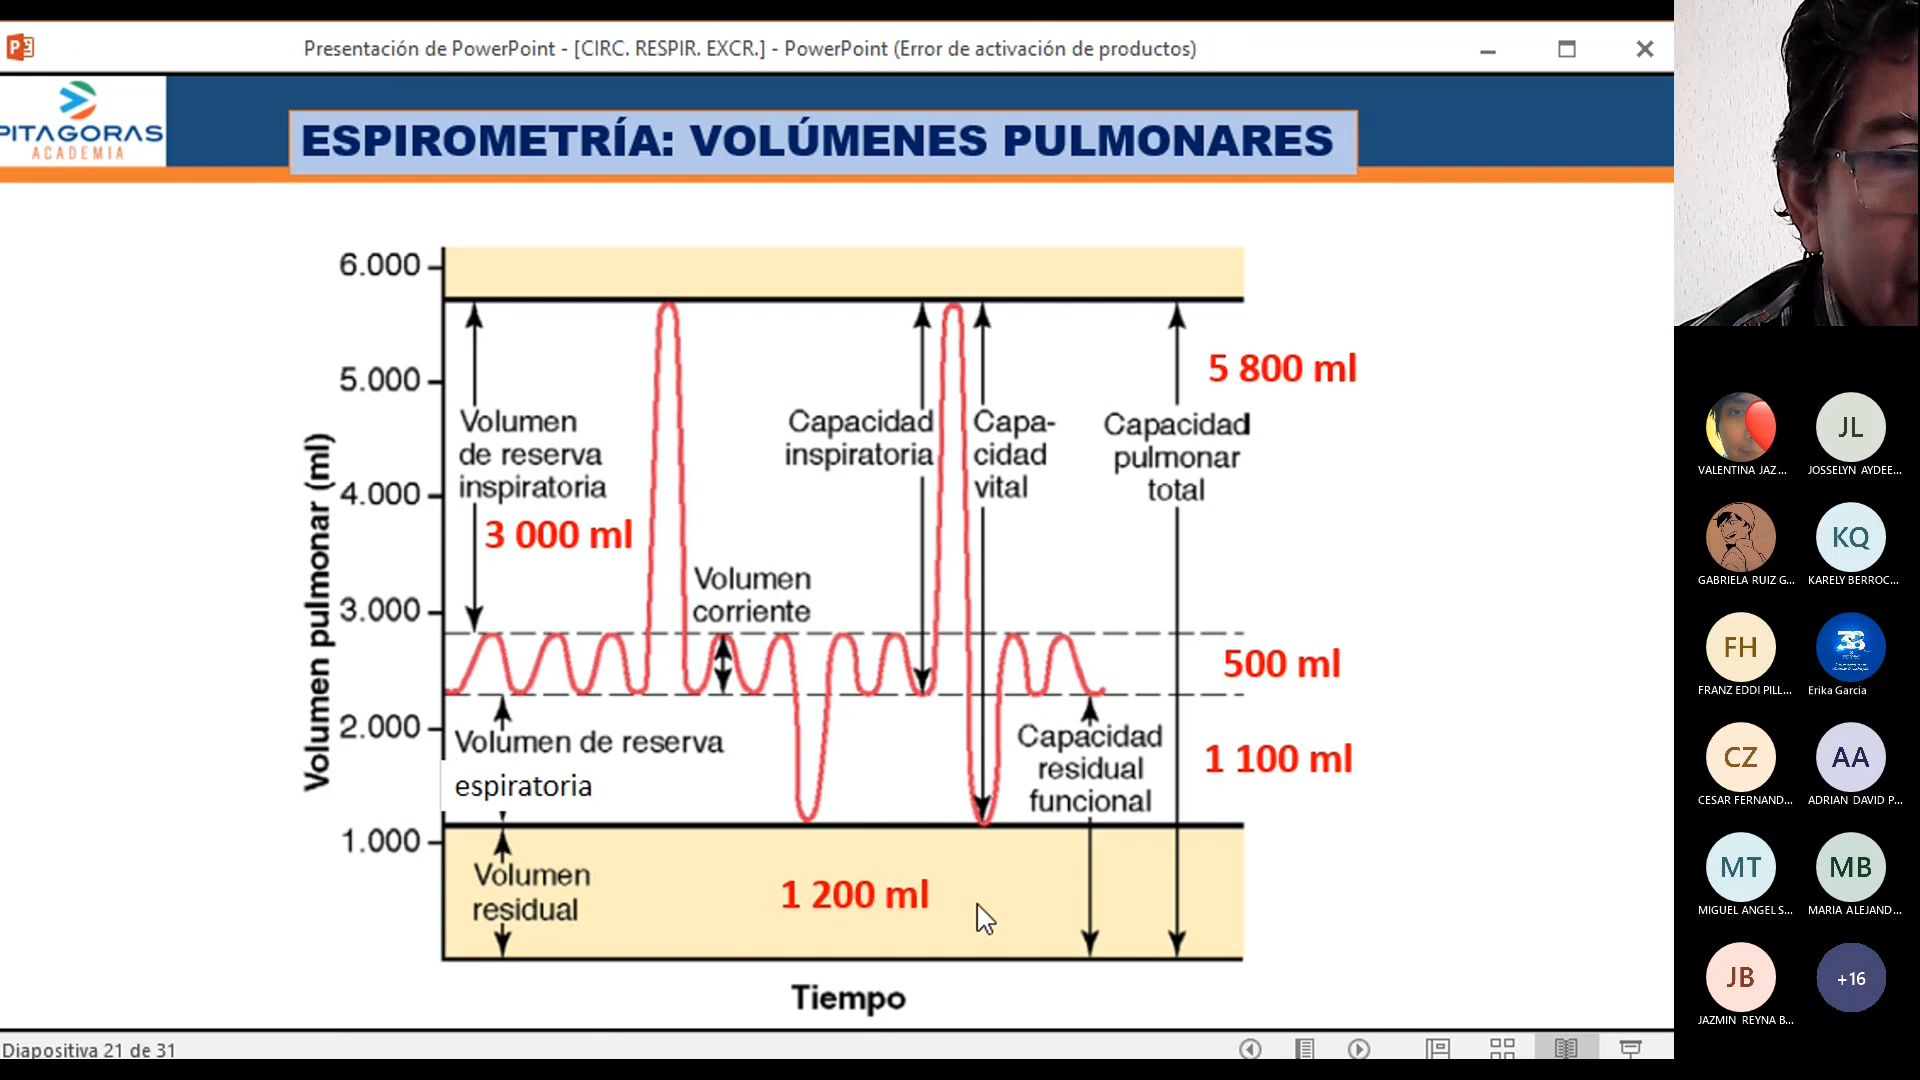 Presentación de PowerPoint - [CIRC. RESPIR. EXCR.] - PowerPoint (Error de activación de productos)
PITAGORAS
ACADEMIA
ESPIROMETRÍA: VOLÚMENES PULMONARES
Volumen pulmonar (ml)
6.000
5.000
4.000
3.000
2.000
1.000
Volumen
de reserva
inspiratoria
3 000 ml
Volumen
corriente
Capacidad
inspiratoria
Capa-
cidad
vital
Capacidad
pulmonar
total
5 800 ml
500 ml
Volumen de reserva
espiratoria
Capacidad
residual
funcional
1 100 ml
Volumen
residual
1 200 ml
Tiempo
Diapositiva 21 de 31
VALENTINA JAZ...
JL
JOSSELYN AYDEE...
GABRIELA RUIZ G...
KQ
KARELY BERROC...
FH
FRANZ EDDI PILL...
Erika Garcia
CZ
CESAR FERNAND...
AA
ADRIAN DAVID P...
MT
MIGUEL ANGEL S...
MB
MARIA ALEJAND...
JB
JAZMIN REYNA B...
+16